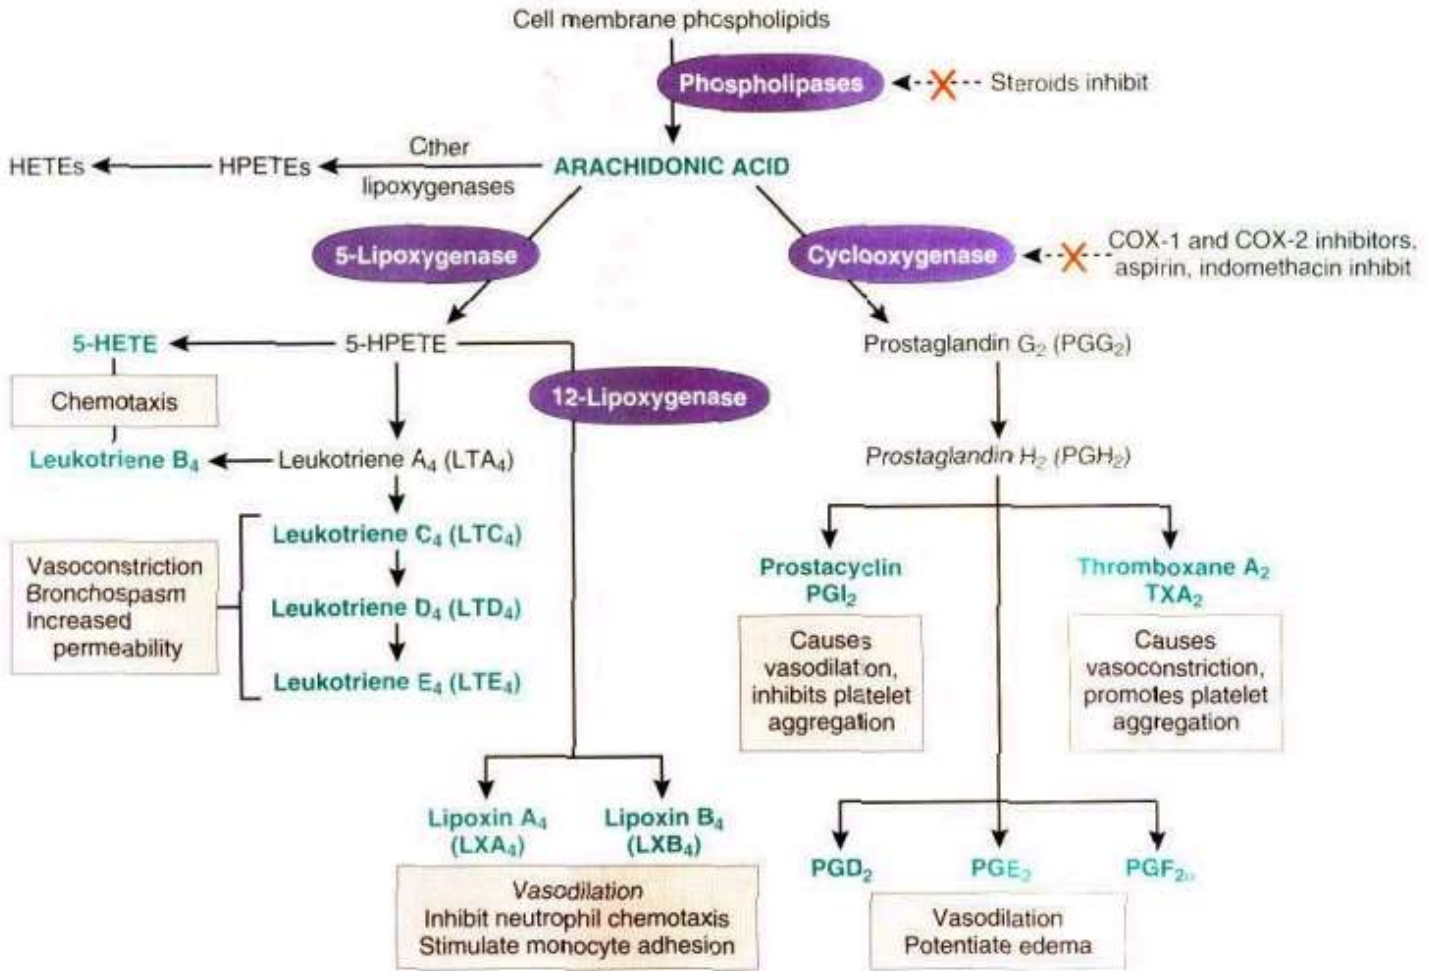 Cell membrane phospholipids
Phospholipases
Steroids inhibit
HETEs
HPETEs
Cther
lipoxygenases
ARACHIDONIC ACID
5-Lipoxygenase
Cyclooxygenase
COX-1 and COX-2 inhibitors,
aspirin, indomethacin inhibit
5-HETE
5-HPETE
Prostaglandin G₂ (PGG₂)
Chemotaxis
12-Lipoxygenase
Leukotriene B₄
Leukotriene A₄ (LTA₄)
Prostaglandin H₂ (PGH₂)
Leukotriene C₄ (LTC₄)
Vasoconstriction
Bronchospasm
Increased
permeability
Leukotriene D₄ (LTD₄)
Leukotriene E₄ (LTE₄)
Prostacyclin
PGI₂
Causes
vasodilation,
inhibits platelet
aggregation
Thromboxane A₂
TXA₂
Causes
vasoconstriction,
promotes platelet
aggregation
Lipoxin A₄
(LXA₄)
Lipoxin B₄
(LXB₄)
Vasodilation
Inhibit neutrophil chemotaxis
Stimulate monocyte adhesion
PGD₂
PGE₂
PGF₂α
Vasodilation
Potentiate edema